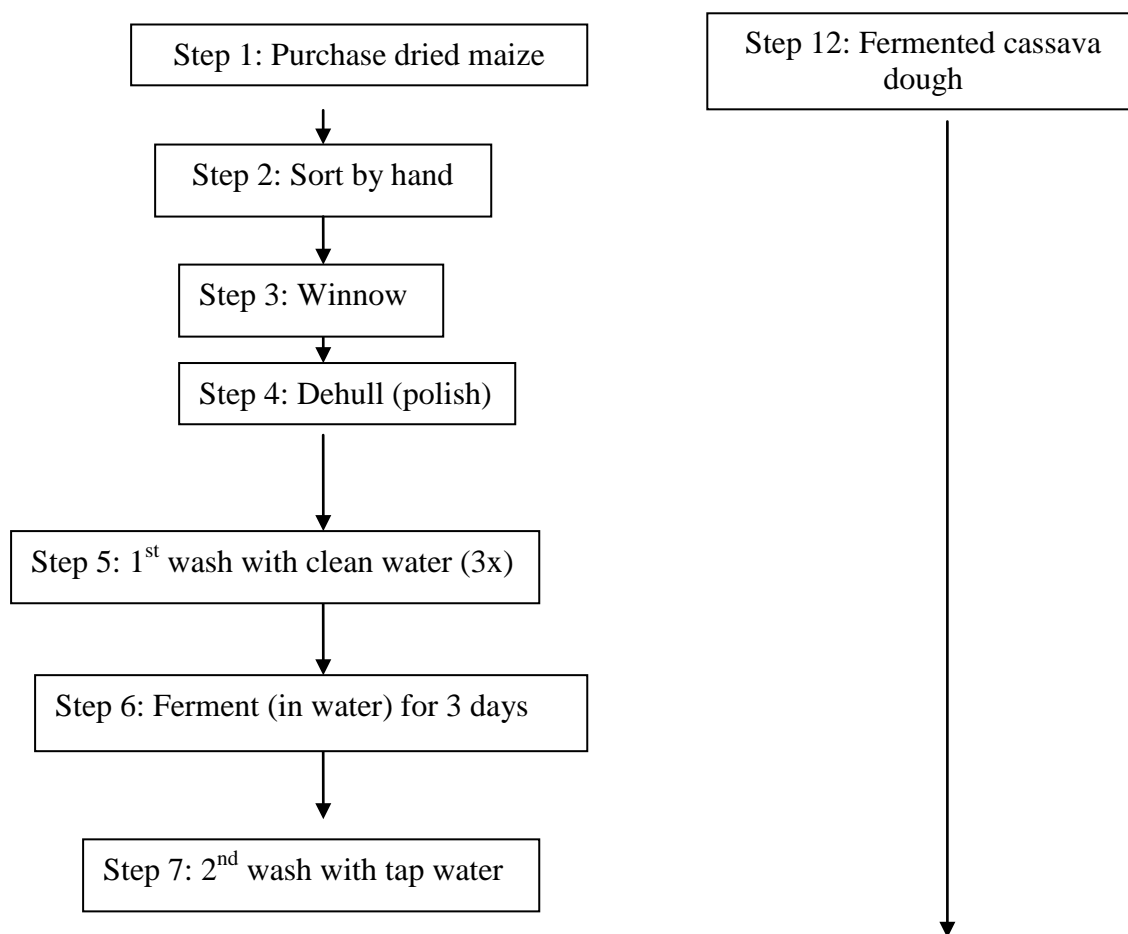 Step 1: Purchase dried maize
Step 12: Fermented cassava
dough
Step 2: Sort by hand
Step 3: Winnow
Step 4: Dehull (polish)
Step 5: 1st wash with clean water (3x)
Step 6: Ferment (in water) for 3 days
Step 7: 2nd wash with tap water